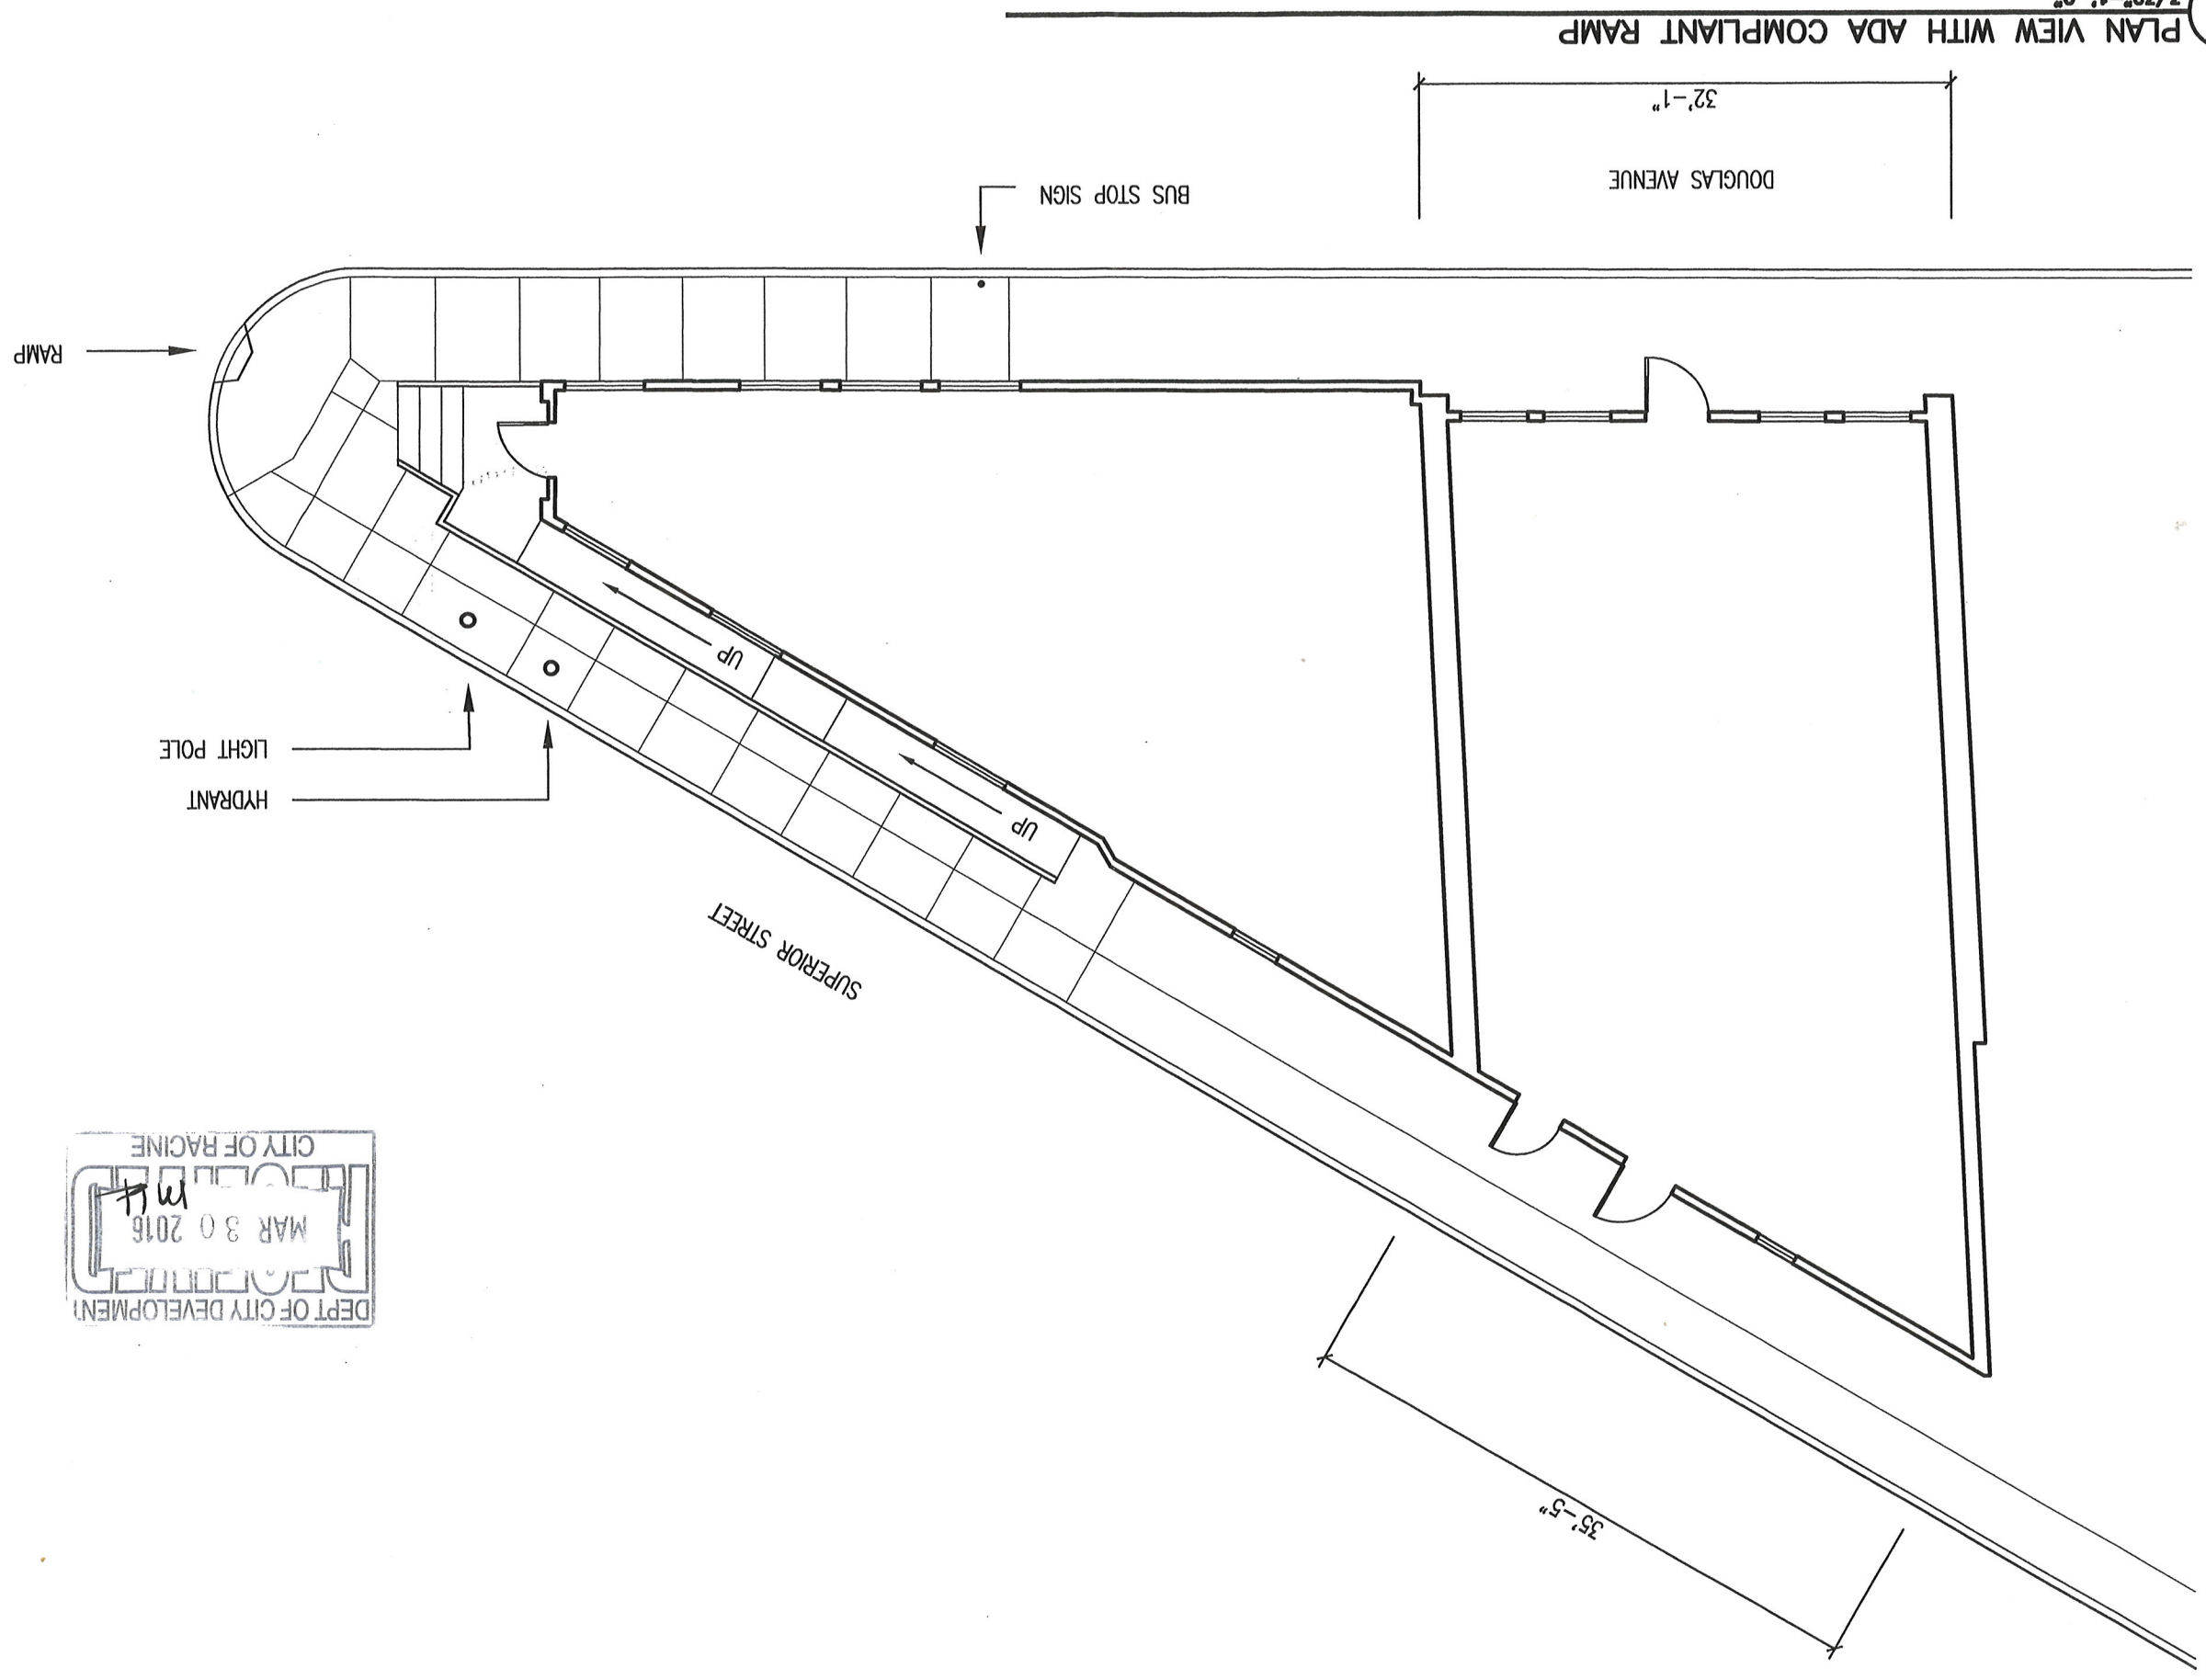 35'-5"
DEPT OF CITY DEVELOPMENT
MAR 30 2016
CITY OF RACINE
SUPERIOR STREET
UP
HYDRANT
LIGHT POLE
UP
RAMP
BUS STOP SIGN
DOUGLAS AVENUE
32'-1"
PLAN VIEW WITH ADA COMPLIANT RAMP